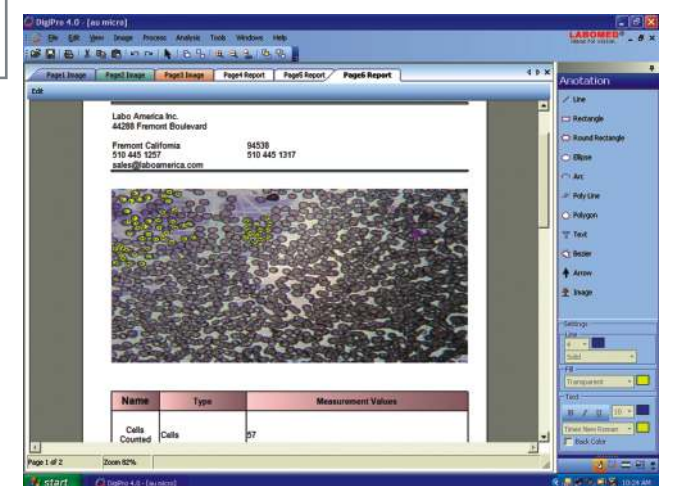 DigiPro 4.0 - [au micro]
File Edit View Image Process Analysis Tools Windows Help
LABOMED
Page1 Image Page2 Image Page3 Image Page4 Report Page5 Report Page6 Report
Edit
Anotation
Labo America Inc.
44288 Fremont Boulevard
Fremont California 94538
510 445 1257 510 445 1317
sales@laboamerica.com
Line
Rectangle
Round Rectangle
Ellipse
Arc
Poly Line
Polygon
Text
Bezier
Arrow
Image
Settings
Line
4
Solid
Fill
Transparent
Text
B I U 10
Times New Roman
Back Color
Name Type Measurement Values
Cells
Counted Cells 57
Page 1 of 2 Zoom 82%
start DigiPro 4.0 - [au micro] 10:24 AM